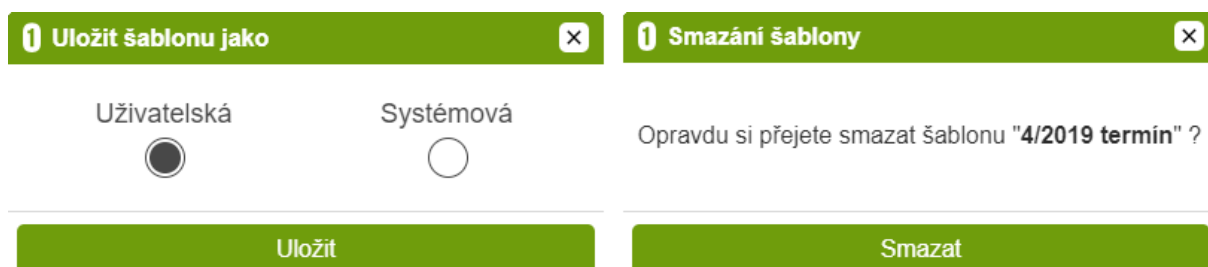 Uložit šablonu jako
Uživatelská
Systémová
Uložit
Smazání šablony
Opravdu si přejete smazat šablonu "4/2019 termín" ?
Smazat